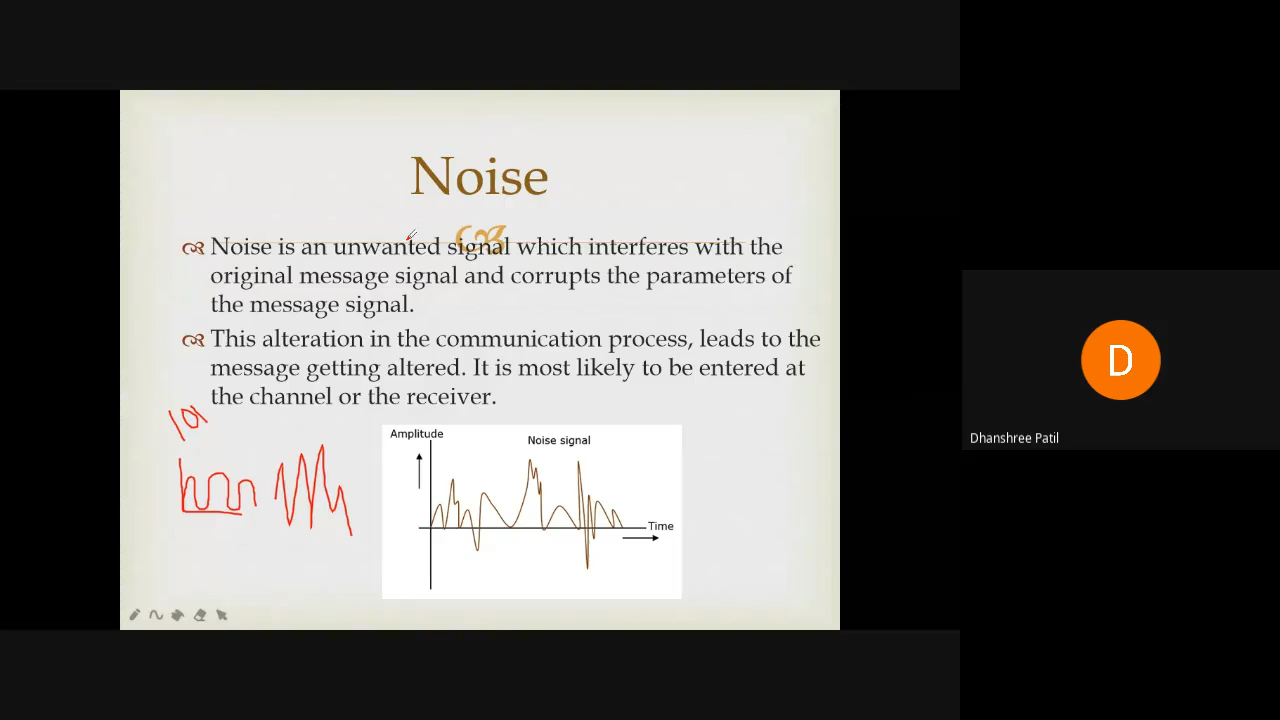 Noise
Noise is an unwanted signal which interferes with the
original message signal and corrupts the parameters of
the message signal.
This alteration in the communication process, leads to the
message getting altered. It is most likely to be entered at
the channel or the receiver.
101
Amplitude
Noise signal
Time
D
Dhanshree Patil